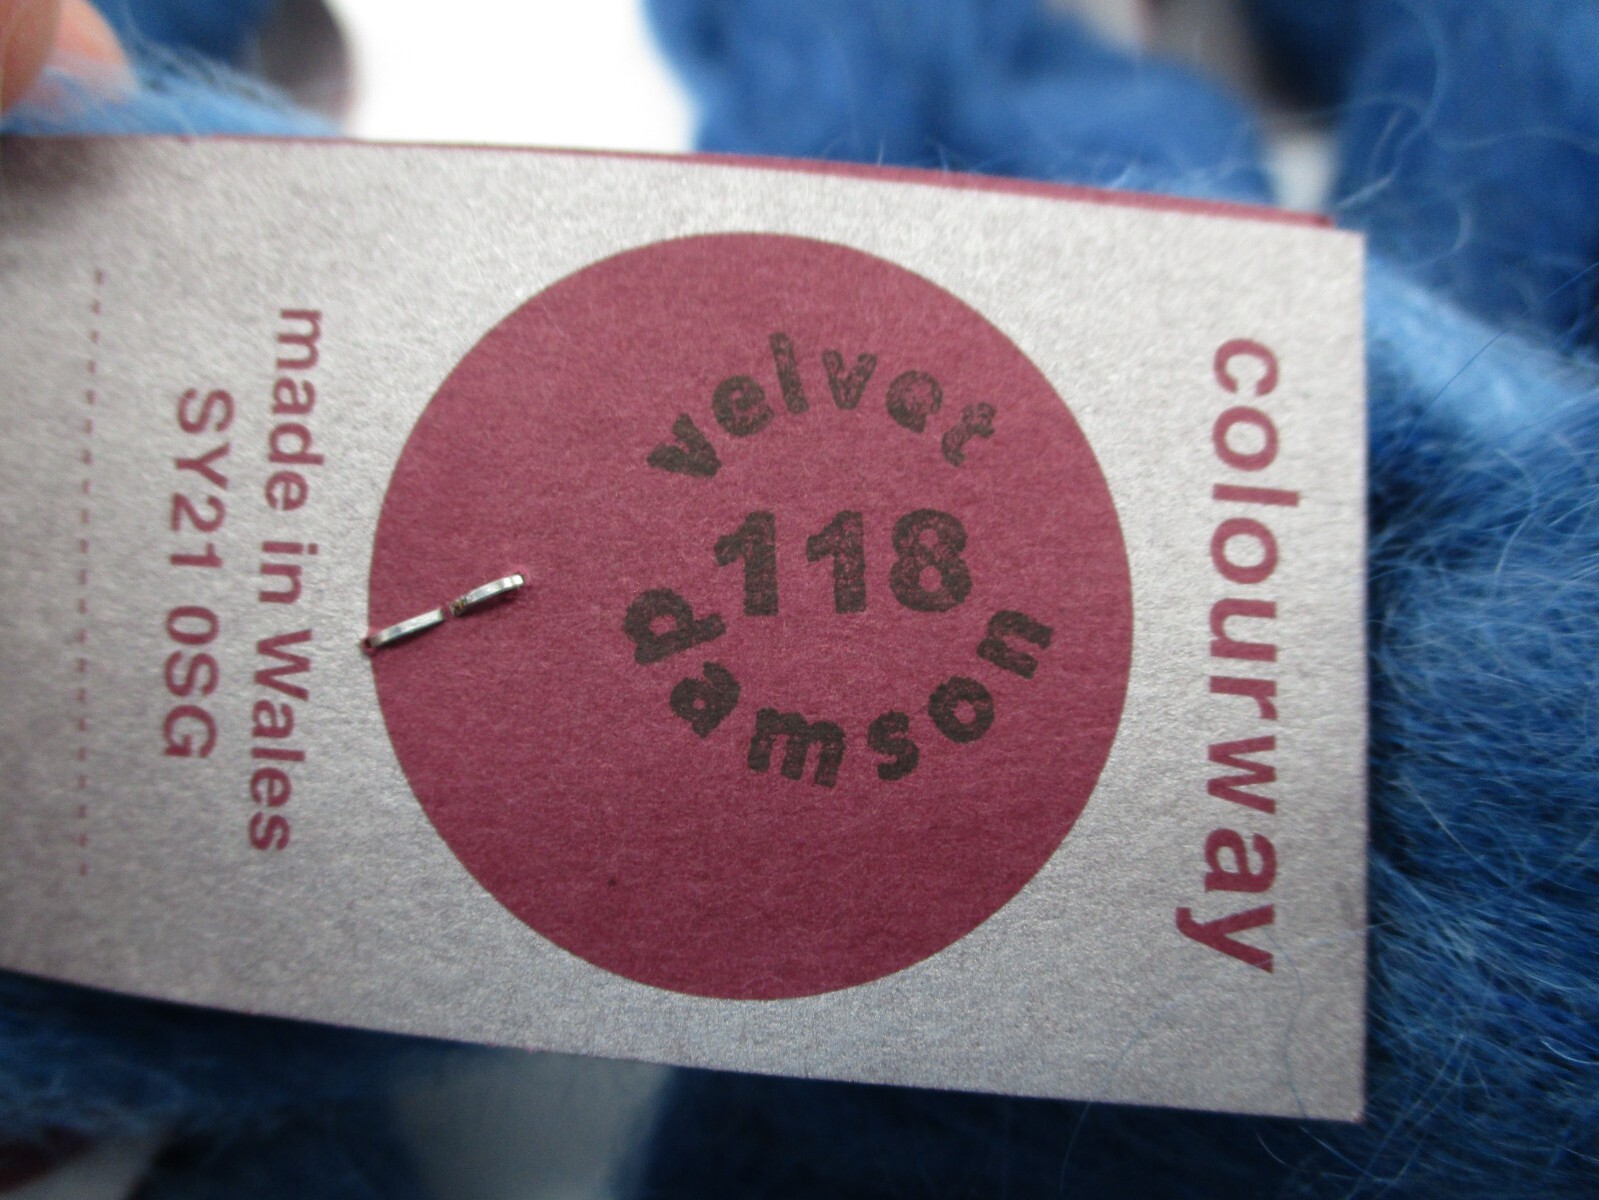 colourway
velvet
118
Damson
made in Wales
SY21 0SG